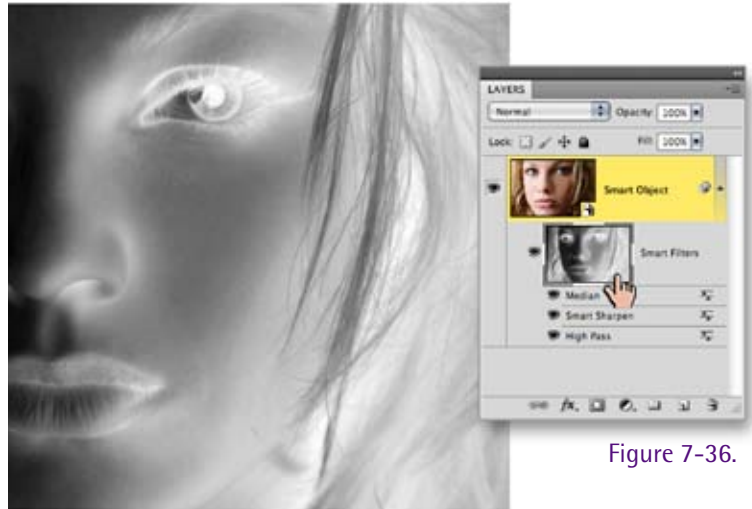 LAYERS
Normal Opacity: 100%
Lock: Fill: 100%
Smart Object
Smart Filters
Median
Smart Sharpen
High Pass
fx.
Figure 7-36.